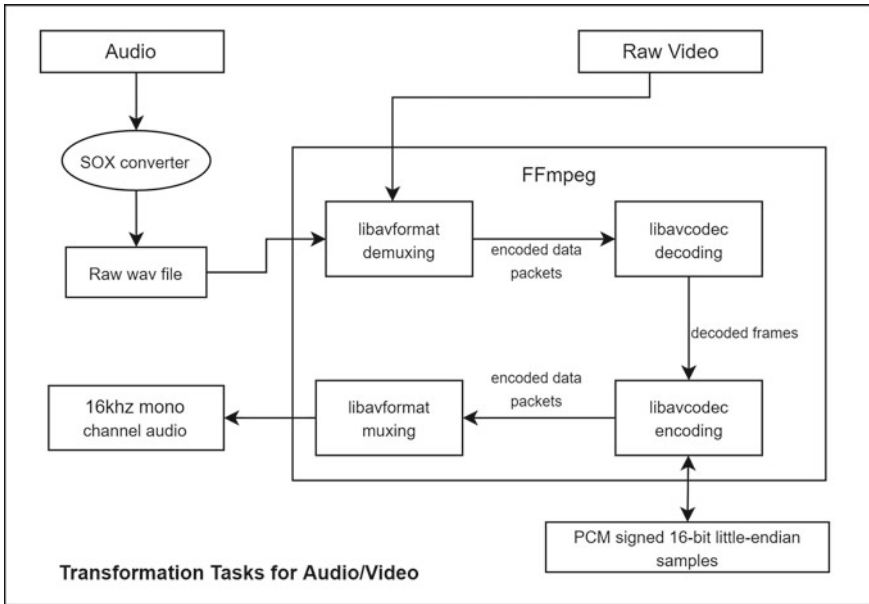 Audio
Raw Video
SOX converter
FFmpeg
libavformat
demuxing
encoded data
packets
libavcodec
decoding
Raw wav file
decoded frames
16khz mono
channel audio
libavformat
muxing
encoded data
packets
libavcodec
encoding
PCM signed 16-bit little-endian
samples
Transformation Tasks for Audio/Video